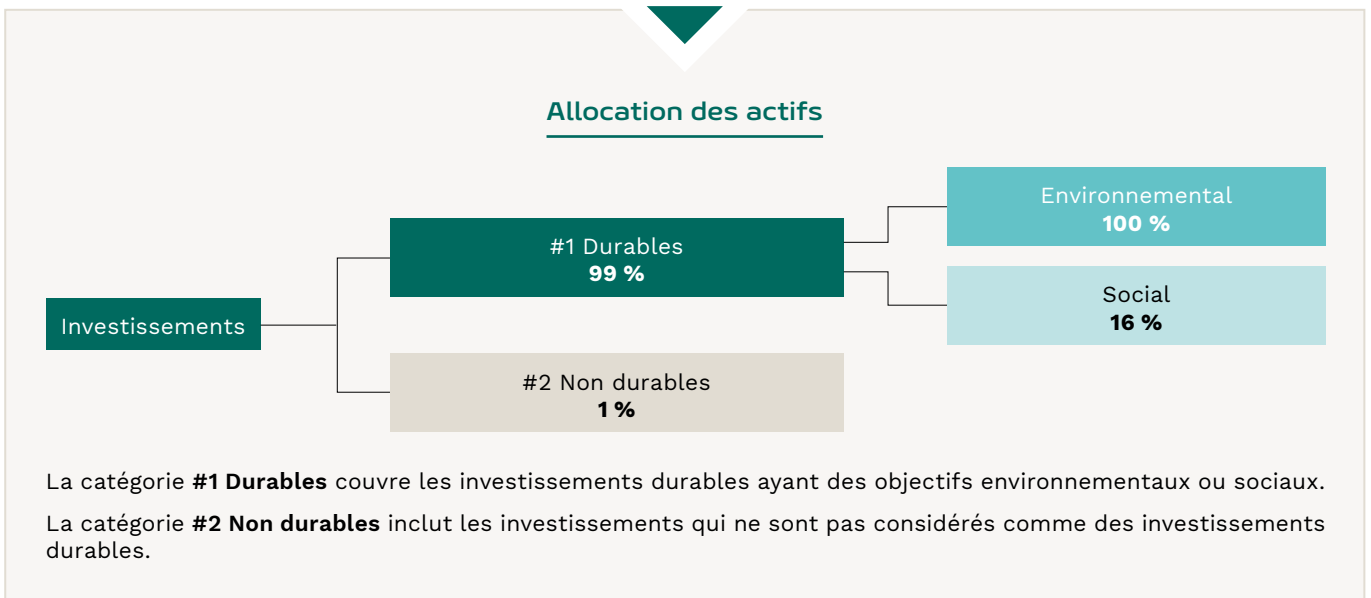 Allocation des actifs
Environnemental
100 %
#1 Durables
99 %
Social
16 %
Investissements
#2 Non durables
1 %
La catégorie #1 Durables couvre les investissements durables ayant des objectifs environnementaux ou sociaux.
La catégorie #2 Non durables inclut les investissements qui ne sont pas considérés comme des investissements
durables.